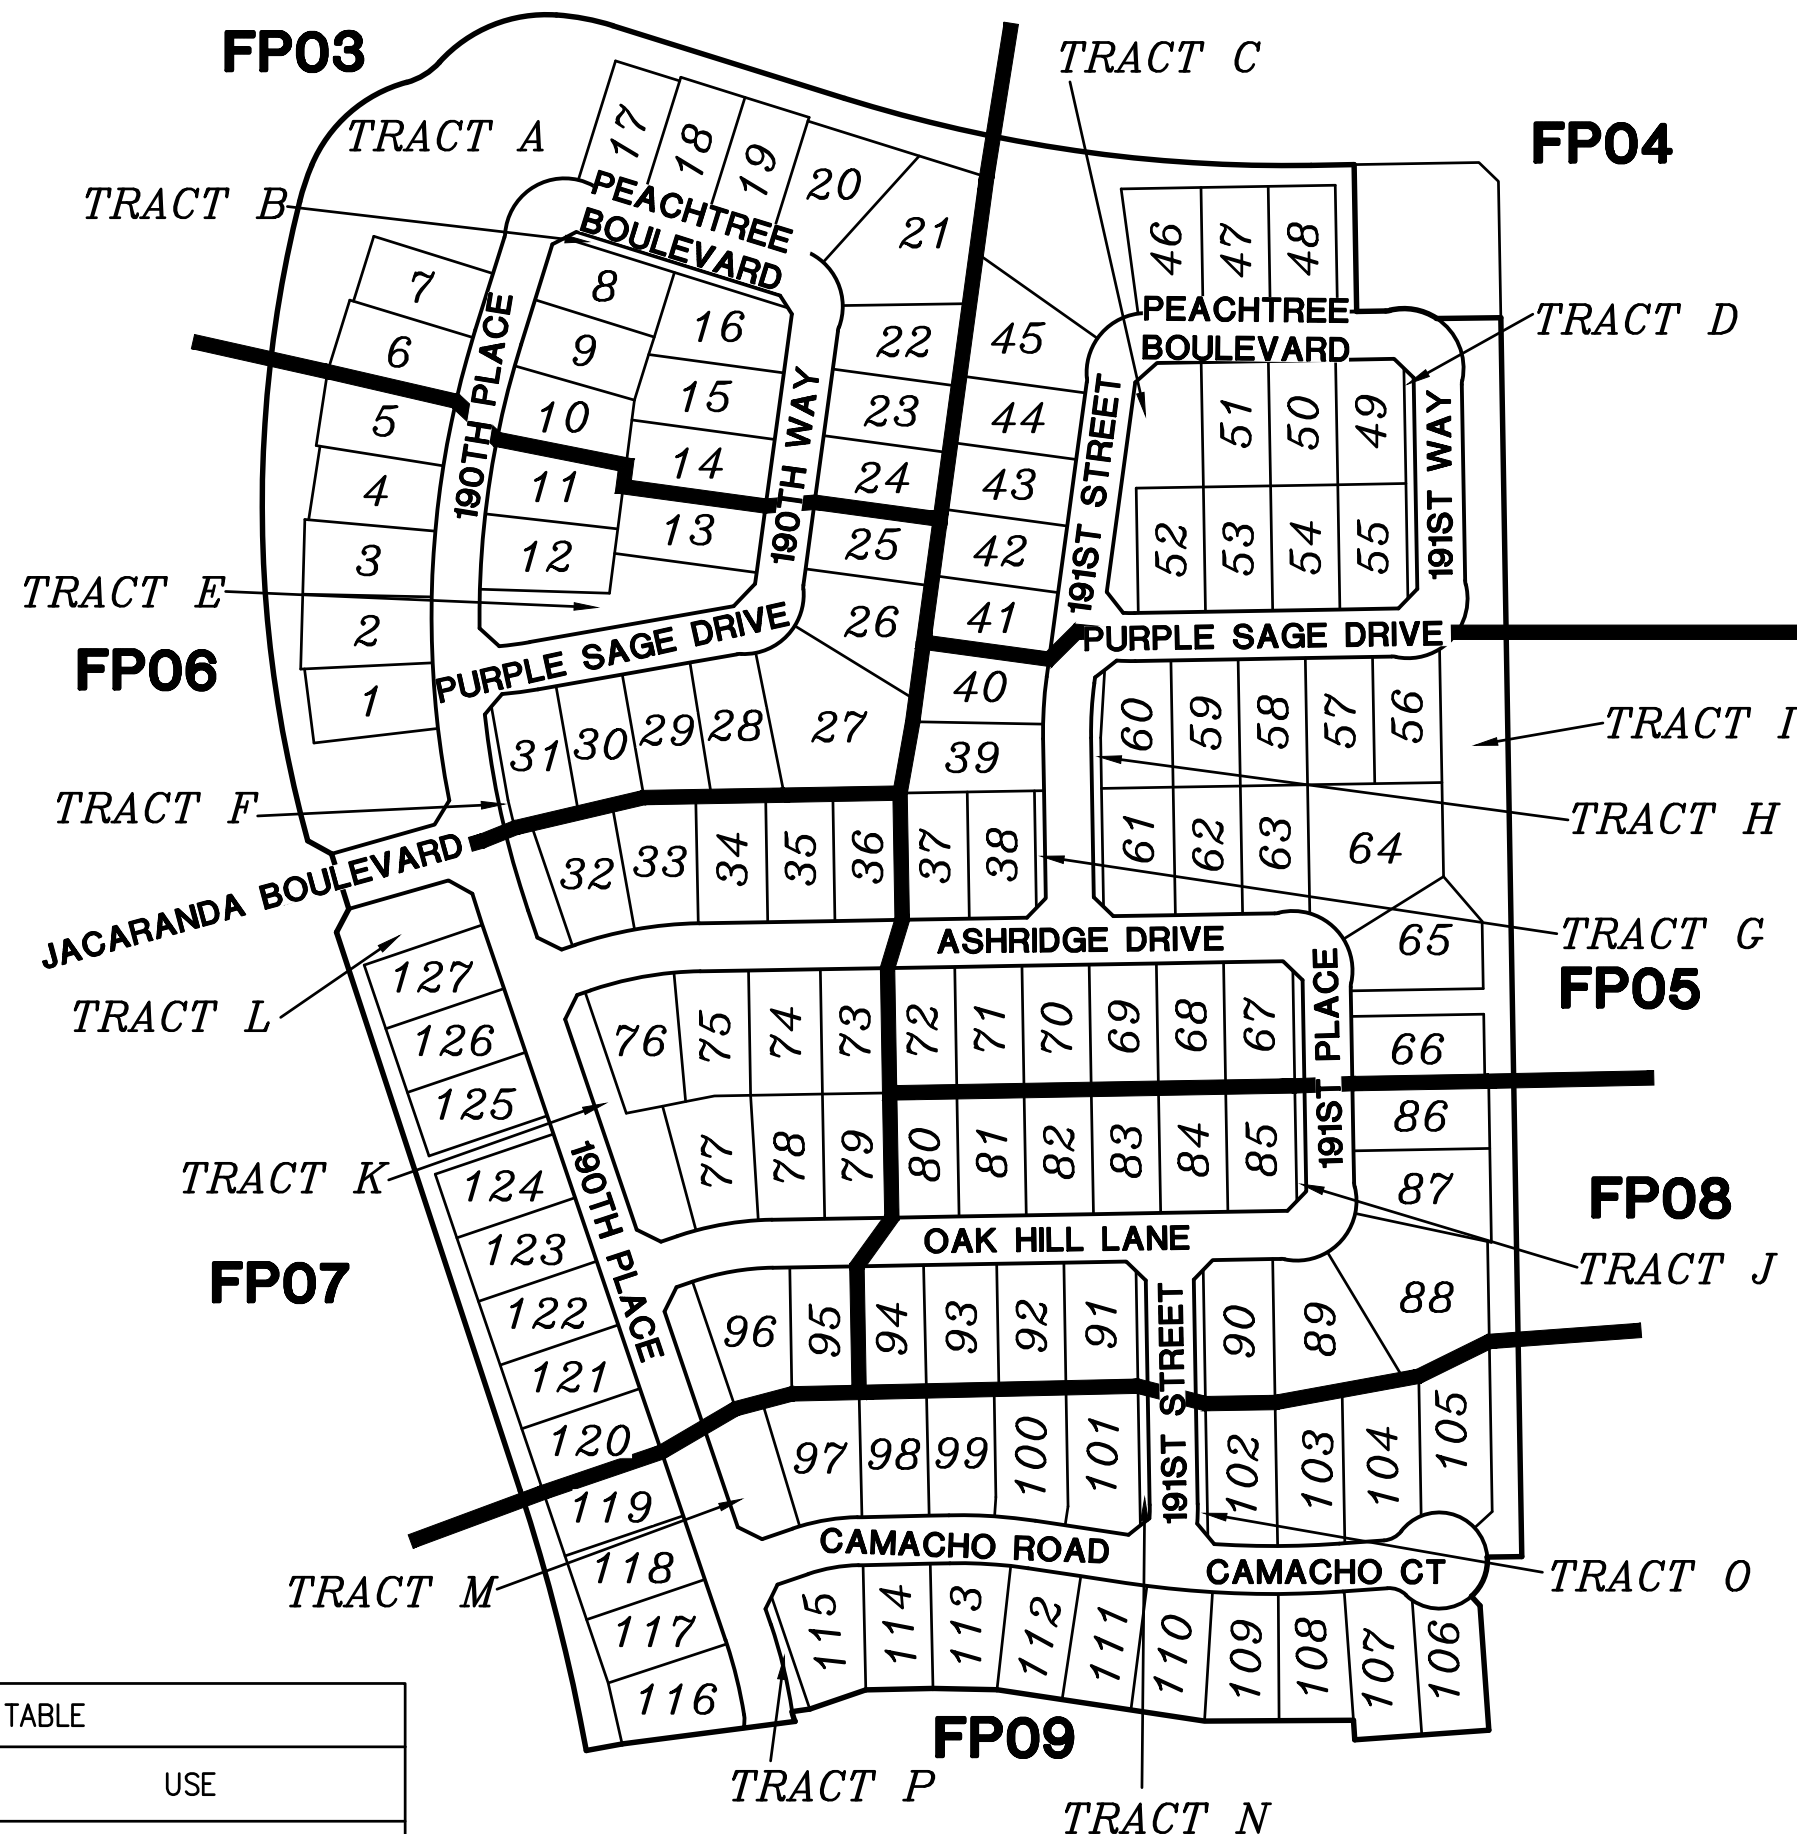 FP03
TRACT C
TRACT A
FP04
TRACT B
17
18
19
20
21
PEACHTREE
BOULEVARD
46
47
48
7
8
16
6
9
22
45
PEACHTREE
BOULEVARD
TRACT D
190TH PLACE
5
10
15
190TH WAY
23
44
191ST STREET
51
50
49
191ST WAY
4
11
14
24
43
3
12
13
25
42
52
53
54
55
TRACT E
2
26
41
PURPLE SAGE DRIVE
PURPLE SAGE DRIVE
FP06
1
40
31
30
29
28
27
39
60
59
58
57
56
TRACT I
TRACT F
TRACT H
JACARANDA BOULEVARD
32
33
34
35
36
37
38
61
62
63
64
TRACT G
ASHRIDGE DRIVE
65
FP05
TRACT L
127
126
125
76
75
74
73
72
71
70
69
68
67
191ST PLACE
66
86
TRACT K
190TH PLACE
77
78
79
80
81
82
83
84
85
191ST
87
FP08
124
123
122
121
120
FP07
OAK HILL LANE
TRACT J
96
95
94
93
92
91
191ST STREET
90
89
88
97
98
99
100
101
191ST
102
103
104
105
119
118
117
116
TRACT M
CAMACHO ROAD
CAMACHO CT
TRACT O
115
114
113
112
111
110
109
108
107
106
FP09
TRACT P
TRACT N
TABLE
USE